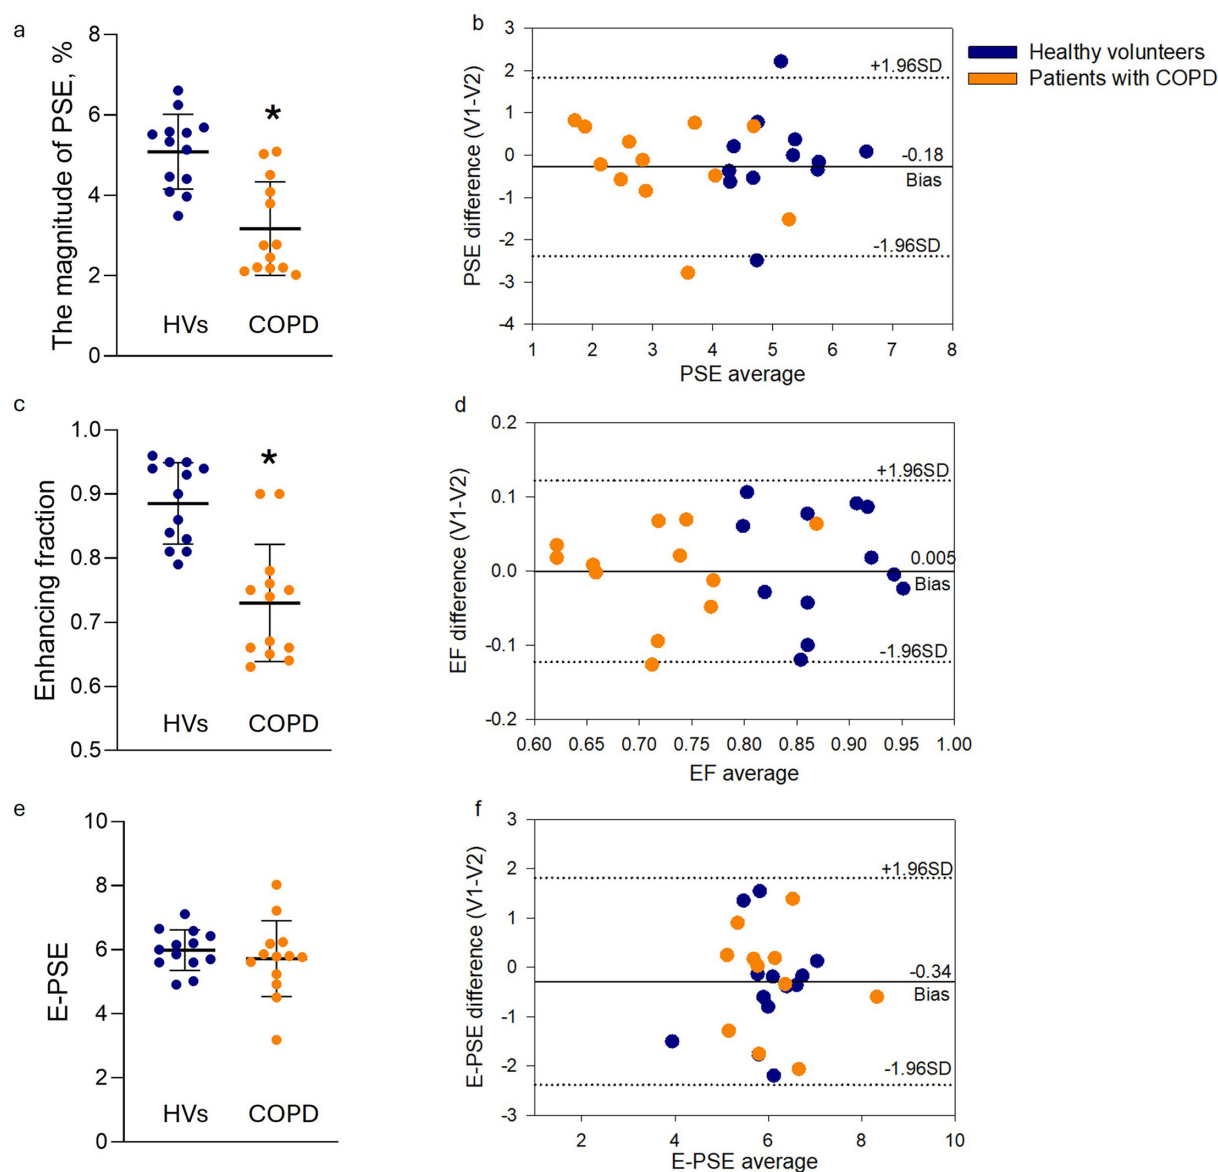 a
The magnitude of PSE, %
8
6
4
2
0
*
HVs
COPD
b
PSE difference (V1-V2)
3
2
1
0
-1
-2
-3
-4
+1.96SD
-0.18
Bias
-1.96SD
1 2 3 4 5 6 7 8
PSE average
Healthy volunteers
Patients with COPD
c
Enhancing fraction
1.0
0.9
0.8
0.7
0.6
0.5
*
HVs
COPD
d
EF difference (V1-V2)
0.2
0.1
0.0
-0.1
-0.2
+1.96SD
0.005
Bias
-1.96SD
0.60 0.65 0.70 0.75 0.80 0.85 0.90 0.95 1.00
EF average
e
E-PSE
10
8
6
4
2
0
HVs
COPD
f
E-PSE difference (V1-V2)
3
2
1
0
-1
-2
-3
+1.96SD
-0.34
Bias
-1.96SD
2 4 6 8 10
E-PSE average